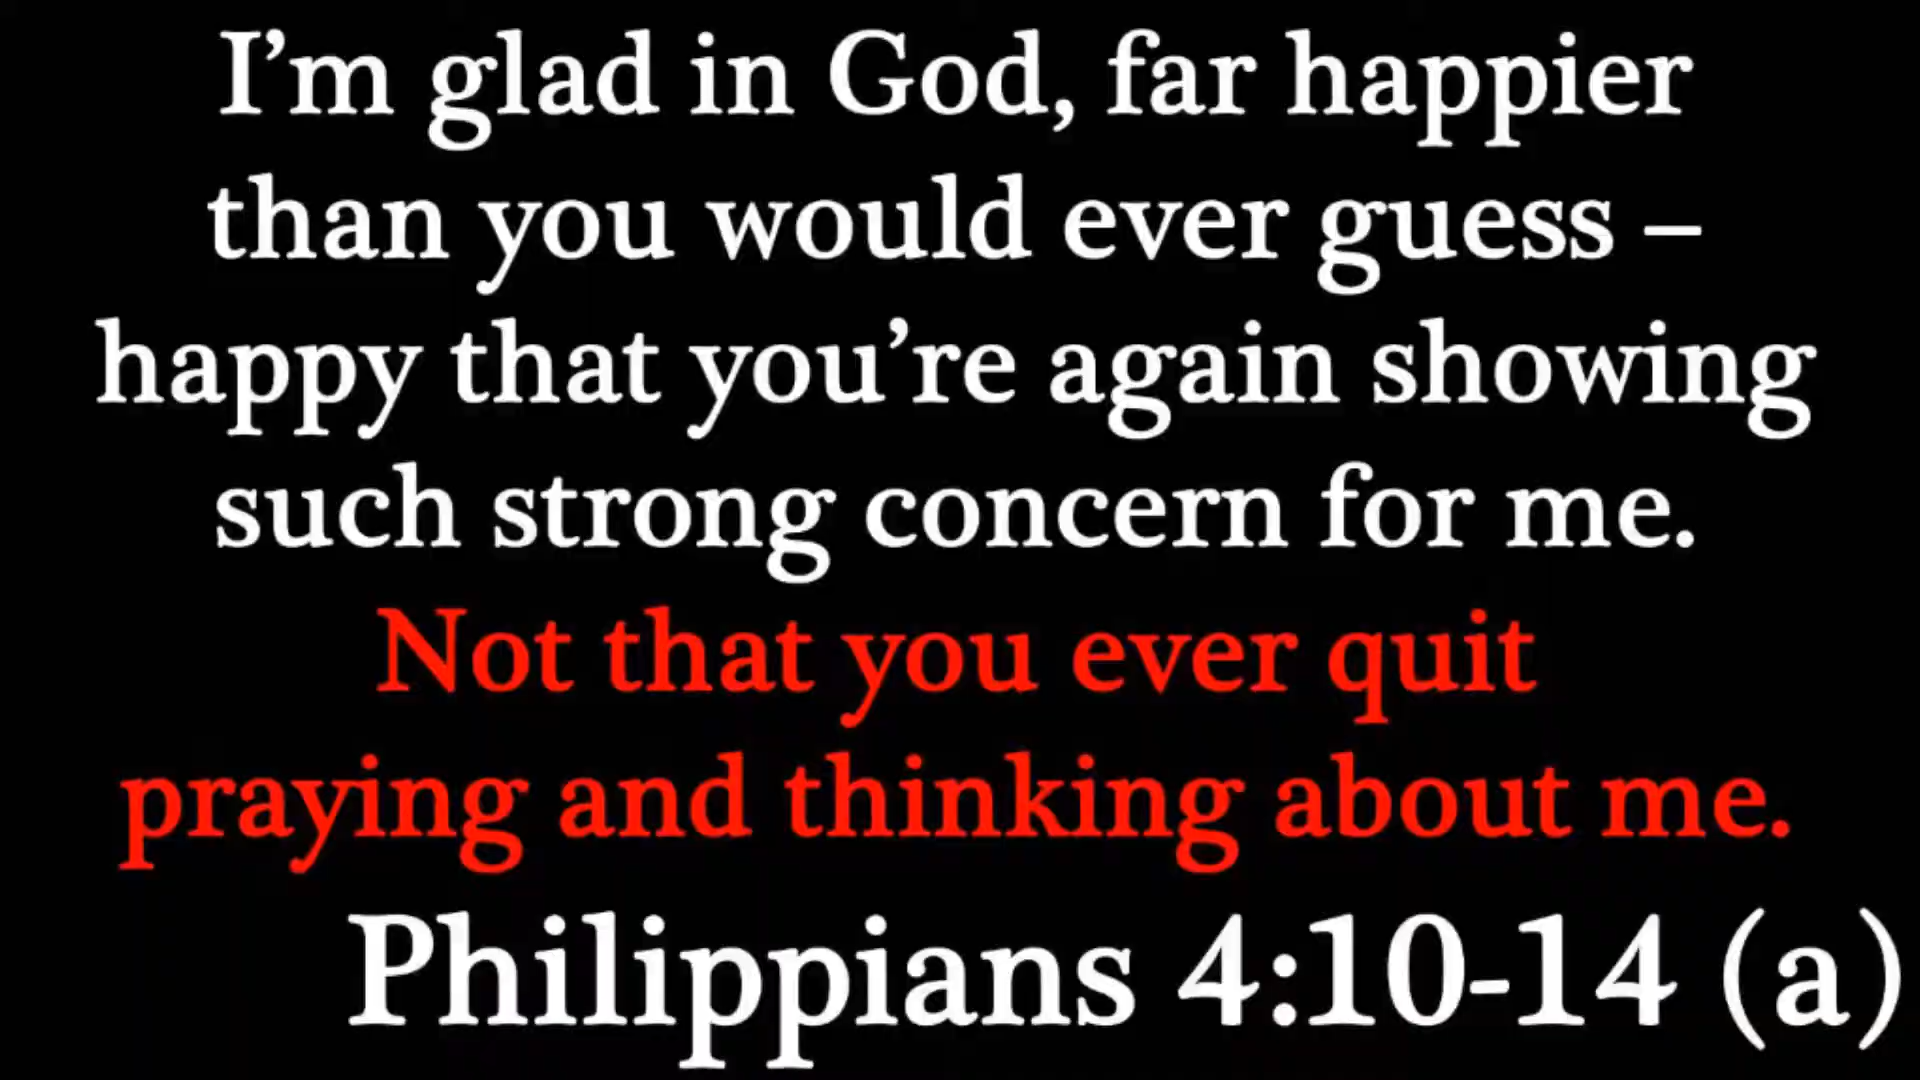 I’m glad in God, far happier
than you would ever guess –
happy that you’re again showing
such strong concern for me.
Not that you ever quit
praying and thinking about me.
Philippians 4:10-14 (a)